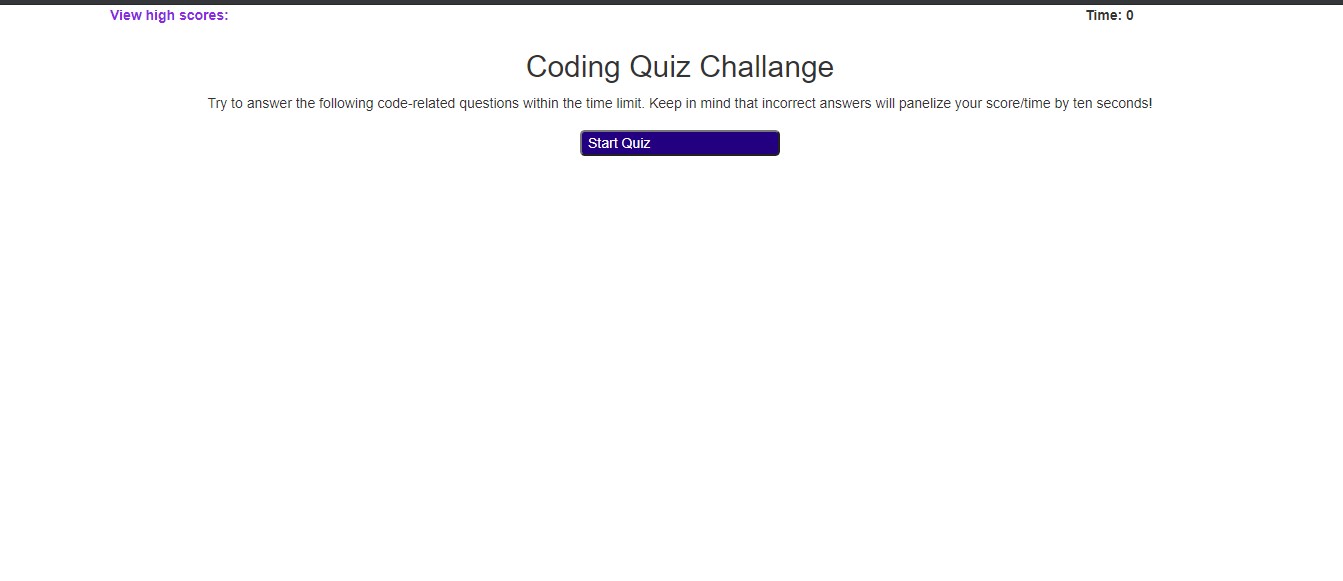 View high scores:
Time: 0
Coding Quiz Challange
Try to answer the following code-related questions within the time limit. Keep in mind that incorrect answers will panelize your score/time by ten seconds!
Start Quiz